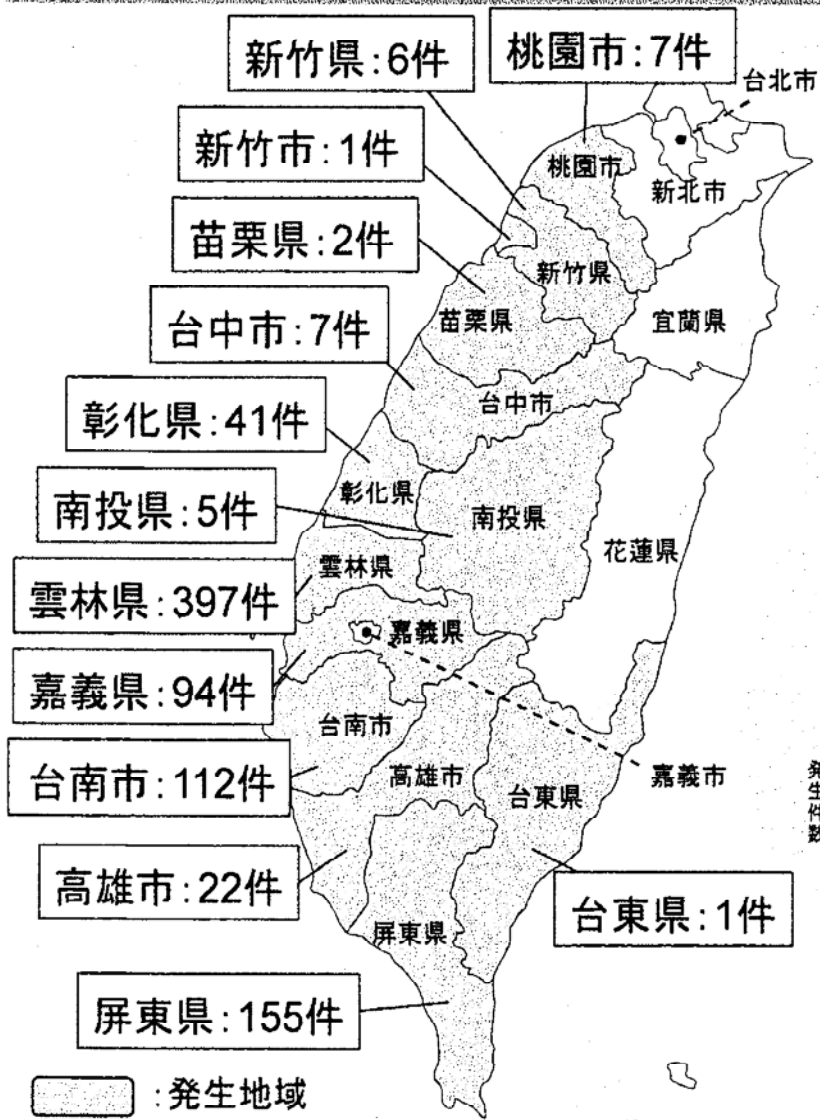 新竹県:6件
桃園市:7件
台北市
新竹市:1件
桃園市
新北市
苗栗県:2件
新竹県
苗栗県
宜蘭県
台中市:7件
台中市
彰化県:41件
彰化県
南投県:5件
南投県
花蓮県
雲林県
雲林県:397件
嘉義県
嘉義県:94件
台南市
台南市:112件
高雄市
台東県
嘉義市
発生件数
高雄市:22件
台東県:1件
屏東県
屏東県:155件
:発生地域